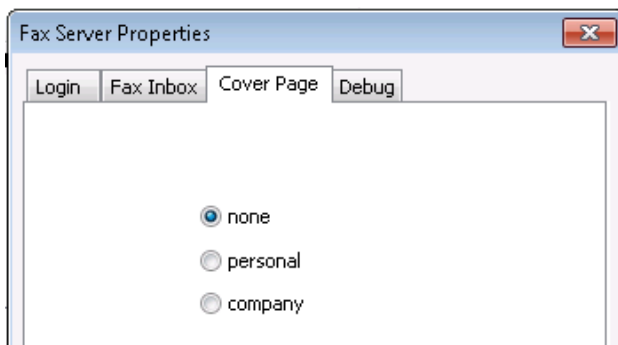 Fax Server Properties
Login Fax Inbox Cover Page Debug
none
personal
company